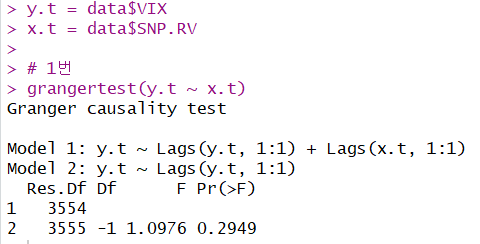 > y.t = data$VIX
> x.t = data$SNP.RV
>
> # 1번
> grangertest(y.t ~ x.t)
Granger causality test

Model 1: y.t ~ Lags(y.t, 1:1) + Lags(x.t, 1:1)
Model 2: y.t ~ Lags(y.t, 1:1)
  Res.Df Df      F Pr(>F)
1   3554
2   3555 -1 1.0976 0.2949